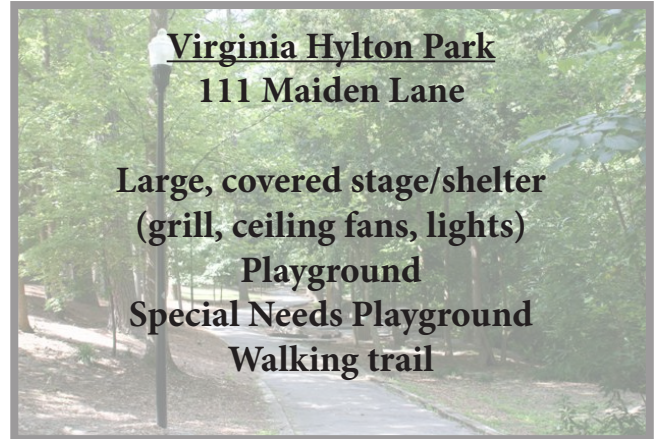 Virginia Hylton Park
111 Maiden Lane
Large, covered stage/shelter
(grill, ceiling fans, lights)
Playground
Special Needs Playground
Walking trail